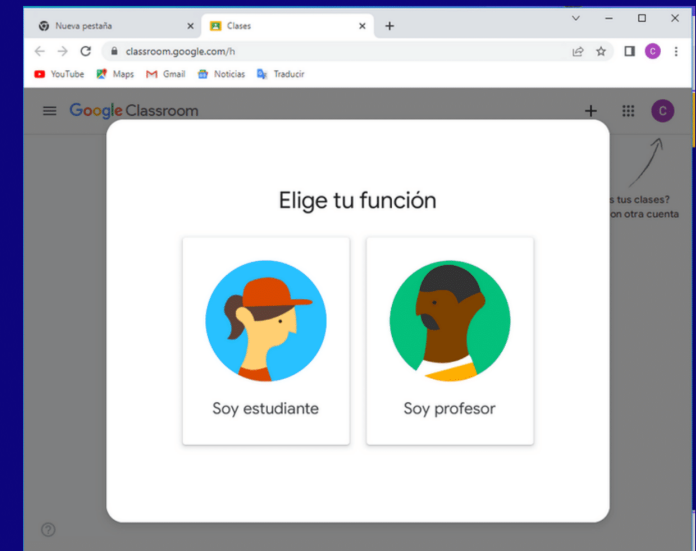 Nueva pestaña
Clases
classroom.google.com/h
C
YouTube Maps Gmail Noticias Traducir
Google Classroom
C
s tus clases?
on otra cuenta
Elige tu función
Soy estudiante
Soy profesor